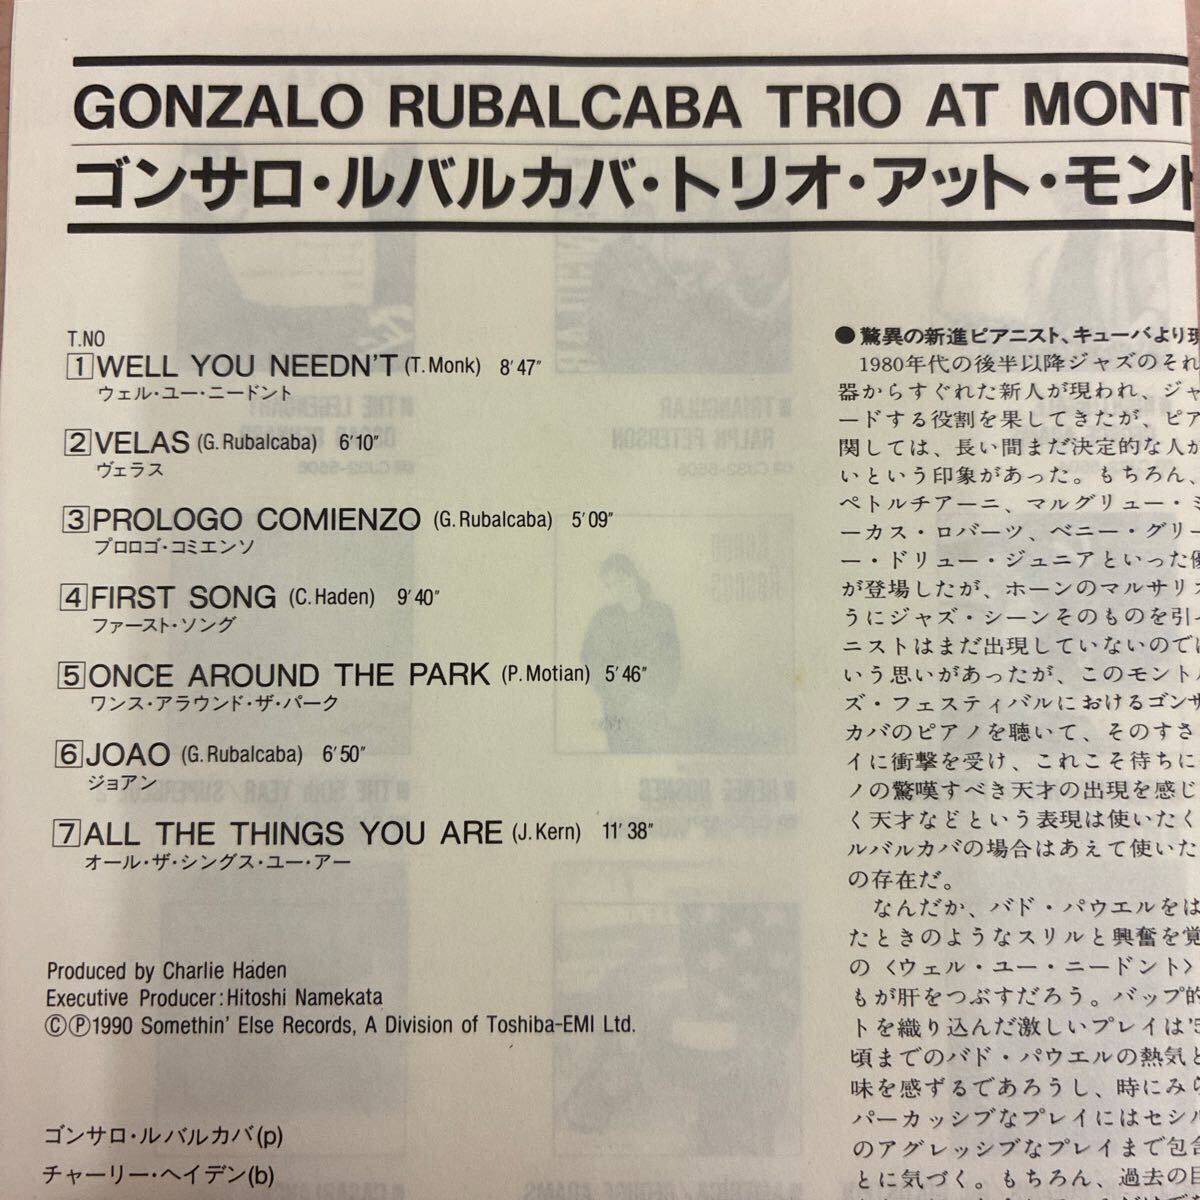 GONZALO RUBALCABA TRIO AT MONT
ゴンサロ・ルバルカバ・トリオ・アット・モント
T.NO
1 WELL YOU NEEDN'T (T. Monk) 8'47"
ウェル・ユー・ニードント
2 VELAS (G. Rubalcaba) 6'10"
ヴェラス
3 PROLOGO COMIENZO (G. Rubalcaba) 5'09"
プロロゴ・コミエンソ
4 FIRST SONG (C. Haden) 9'40"
ファースト・ソング
5 ONCE AROUND THE PARK (P. Motian) 5'46"
ワンス・アラウンド・ザ・パーク
6 JOAO (G. Rubalcaba) 6'50"
ジョアン
7 ALL THE THINGS YOU ARE (J. Kern) 11'38"
オール・ザ・シングス・ユー・アー
Produced by Charlie Haden
Executive Producer: Hitoshi Namekata
©℗1990 Somethin' Else Records, A Division of Toshiba-EMI Ltd.
ゴンサロ・ルバルカバ(p)
チャーリー・ヘイデン(b)
●驚異の新進ピアニスト、キューバより現
1980年代の後半以降ジャズのそれ
器からすぐれた新人が現われ、ジャ
ードする役割を果してきたが、ピア
関しては、長い間まだ決定的な人が
いという印象があった。もちろん、
ペトルチアーニ、マルグリュー・ミ
ーカス・ロバーツ、ベニー・グリー
ー・ドリュー・ジュニアといった優
が登場したが、ホーンのマルサリス
うにジャズ・シーンそのものを引
ニストはまだ出現していないのでは
いう思いがあったが、このモントル
ズ・フェスティバルにおけるゴンサ
カバのピアノを聴いて、そのすさ
イに衝撃を受け、これこそ待ちに
ノの驚嘆すべき天才の出現を感じ
く天才などという表現は使いたく
ルバルカバの場合はあえて使いた
の存在だ。
なんだか、バド・パウエルをは
たときのようなスリルと興奮を覚
の〈ウェル・ユー・ニードント〉
もが肝をつぶすだろう。バップ的
トを織り込んだ激しいプレイは'5
頃までのバド・パウエルの熱気と
味を感ずるであろうし、時にみら
パーカッシブなプレイにはセシル
のアグレッシブなプレイまで包含
とに気づく。もちろん、過去の巨